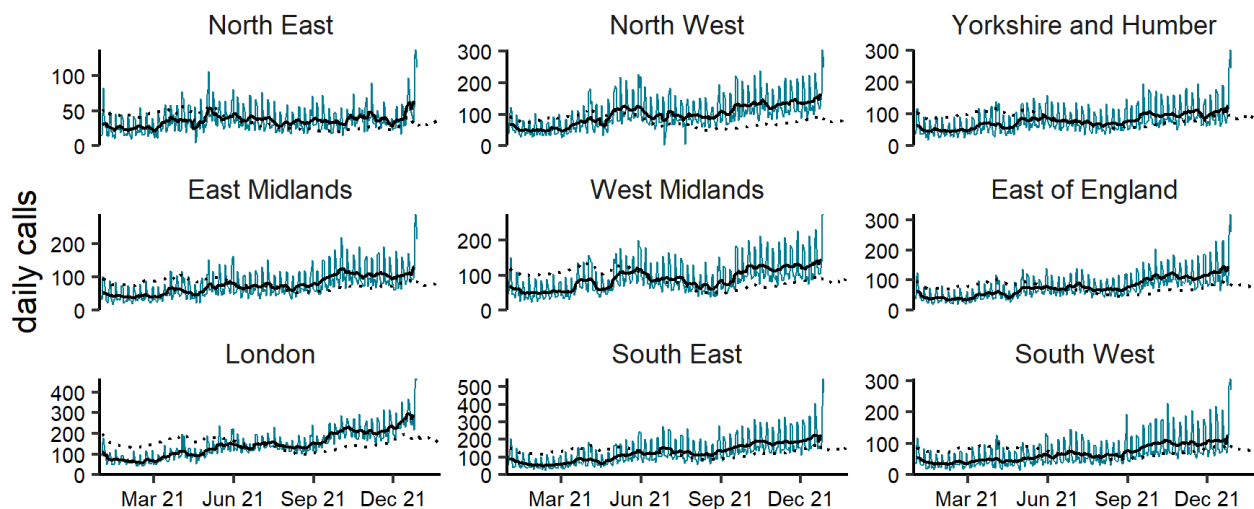 North East
North West
Yorkshire and Humber
100
50
0
300
200
100
0
300
200
100
0
East Midlands
West Midlands
East of England
daily calls
200
100
0
200
100
0
300
200
100
0
London
South East
South West
400
300
200
100
0
500
400
300
200
100
0
300
200
100
0
Mar 21 Jun 21 Sep 21 Dec 21
Mar 21 Jun 21 Sep 21 Dec 21
Mar 21 Jun 21 Sep 21 Dec 21